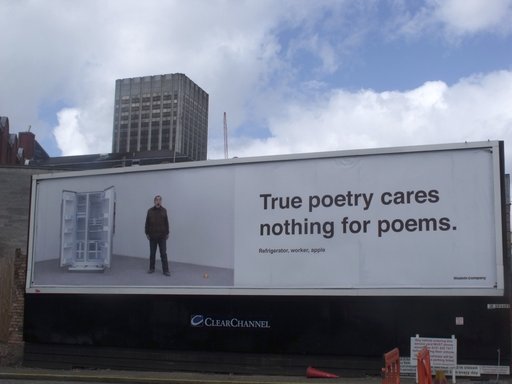 True poetry cares
nothing for poems.
Refrigerator, worker, apple
CLEARCHANNEL